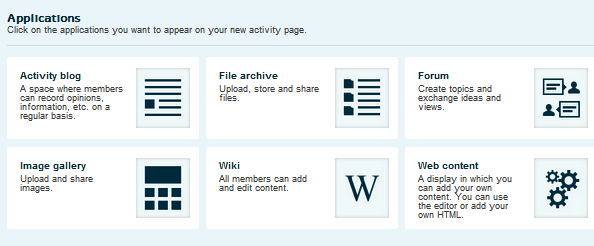 Applications
Click on the applications you want to appear on your new activity page.
Activity blog
A space where members
can record opinions,
information, etc. on a
regular basis.
File archive
Upload, store and share
files.
Forum
Create topics and
exchange ideas and
views.
Image gallery
Upload and share
images.
Wiki
All members can add
and edit content.
W
Web content
A display in which you
can add your own
content. You can use
the editor or add your
own HTML.